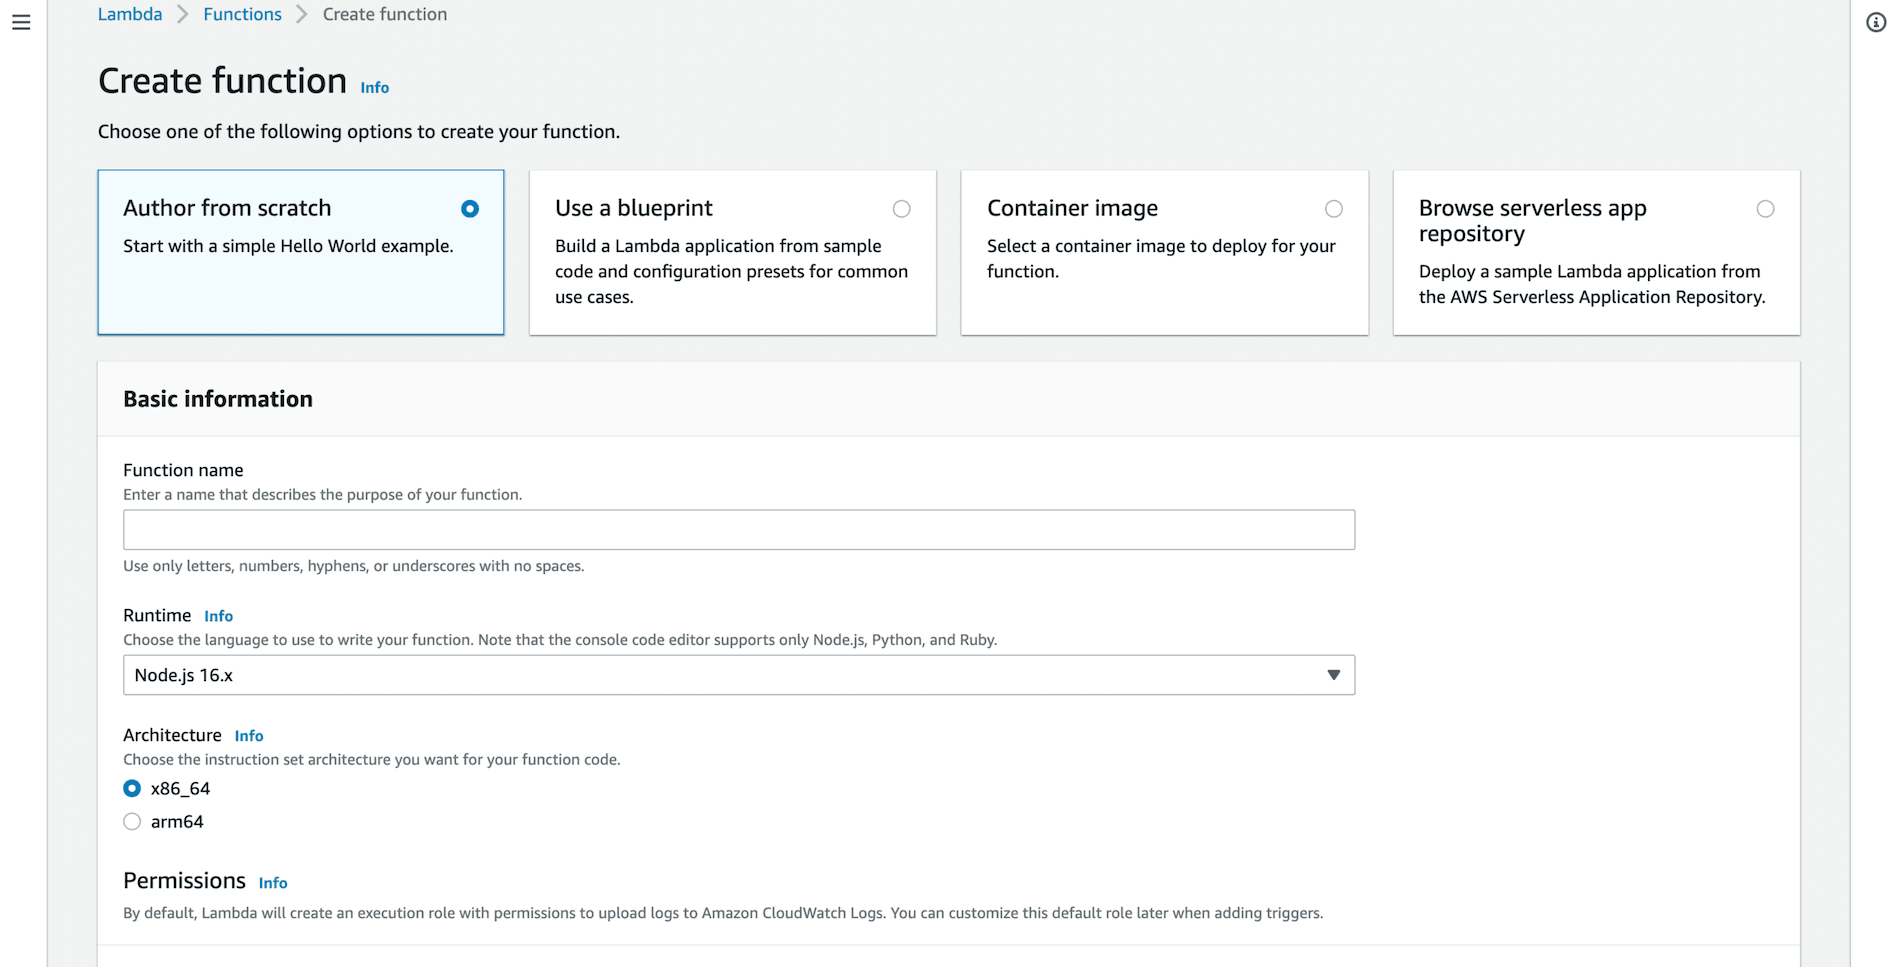 Lambda Functions Create function
Create function Info
Choose one of the following options to create your function.
Author from scratch
Start with a simple Hello World example.
Use a blueprint
Build a Lambda application from sample
code and configuration presets for common
use cases.
Container image
Select a container image to deploy for your
function.
Browse serverless app
repository
Deploy a sample Lambda application from
the AWS Serverless Application Repository.
Basic information
Function name
Enter a name that describes the purpose of your function.
Use only letters, numbers, hyphens, or underscores with no spaces.
Runtime Info
Choose the language to use to write your function. Note that the console code editor supports only Node.js, Python, and Ruby.
Node.js 16.x
Architecture Info
Choose the instruction set architecture you want for your function code.
x86_64
arm64
Permissions Info
By default, Lambda will create an execution role with permissions to upload logs to Amazon CloudWatch Logs. You can customize this default role later when adding triggers.